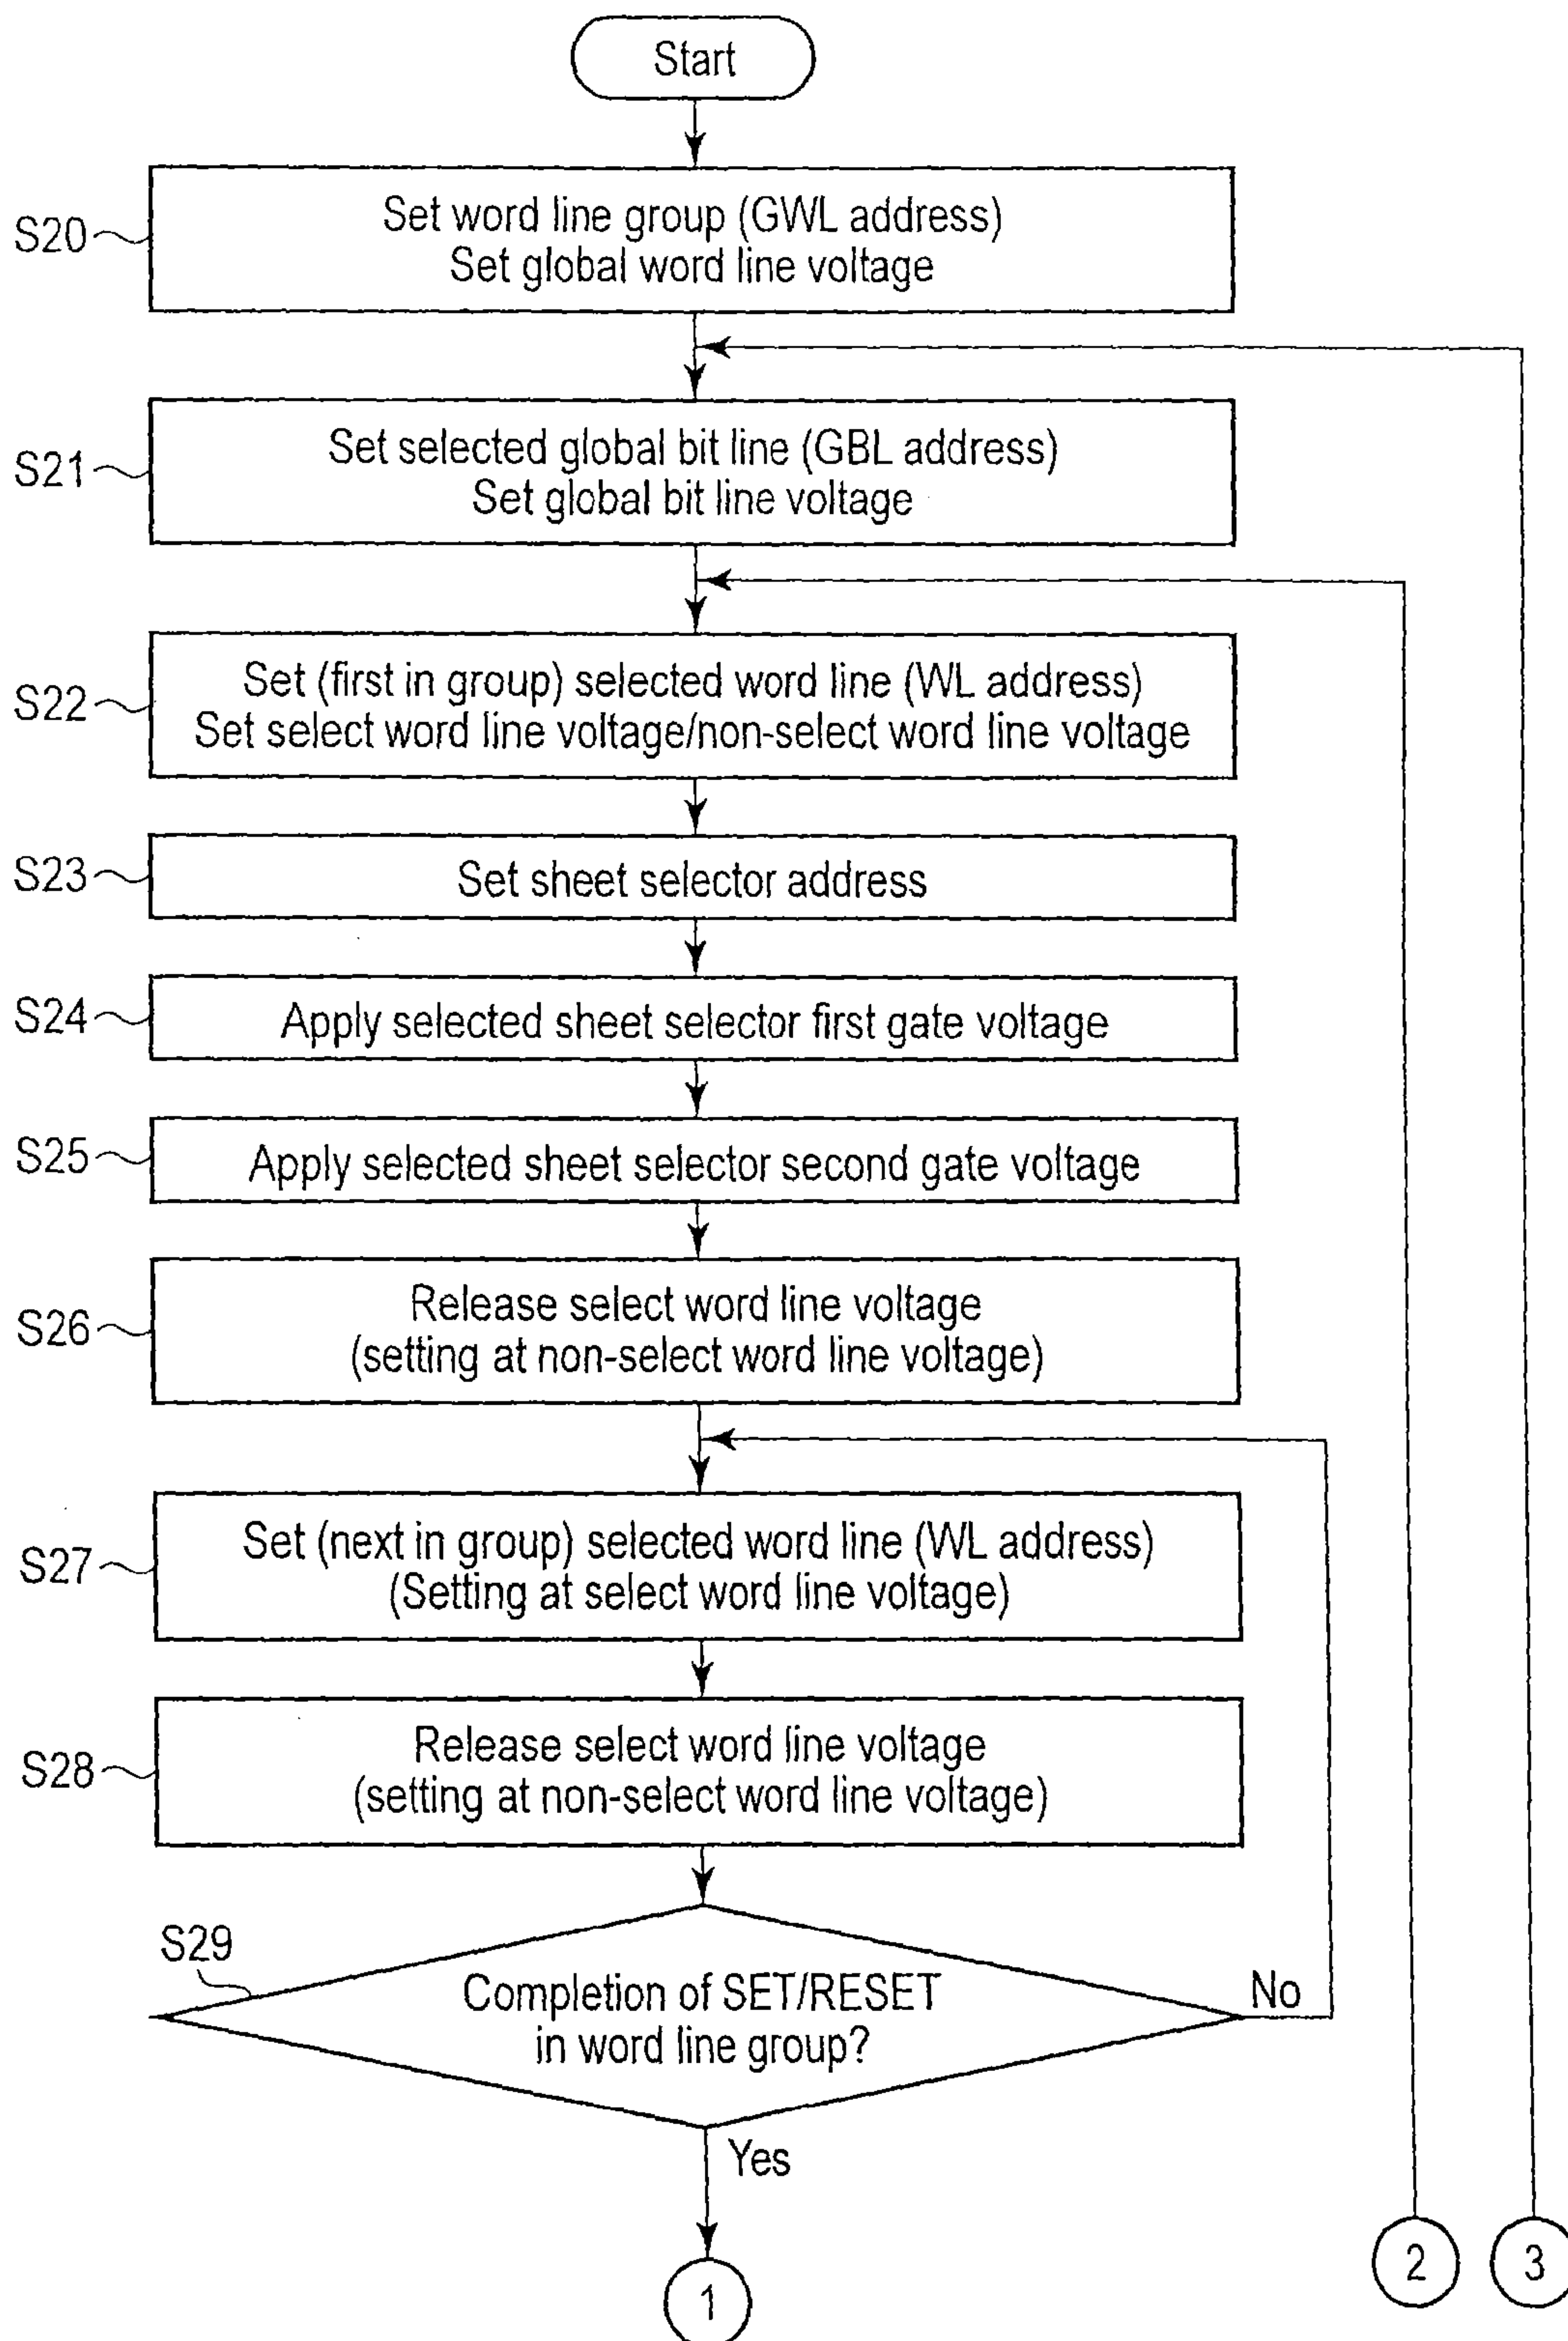 Start
S20
Set word line group (GWL address)
Set global word line voltage
S21
Set selected global bit line (GBL address)
Set global bit line voltage
S22
Set (first in group) selected word line (WL address)
Set select word line voltage/non-select word line voltage
S23
Set sheet selector address
S24
Apply selected sheet selector first gate voltage
S25
Apply selected sheet selector second gate voltage
S26
Release select word line voltage
(setting at non-select word line voltage)
S27
Set (next in group) selected word line (WL address)
(Setting at select word line voltage)
S28
Release select word line voltage
(setting at non-select word line voltage)
S29
Completion of SET/RESET
in word line group?
No
Yes
1
2
3